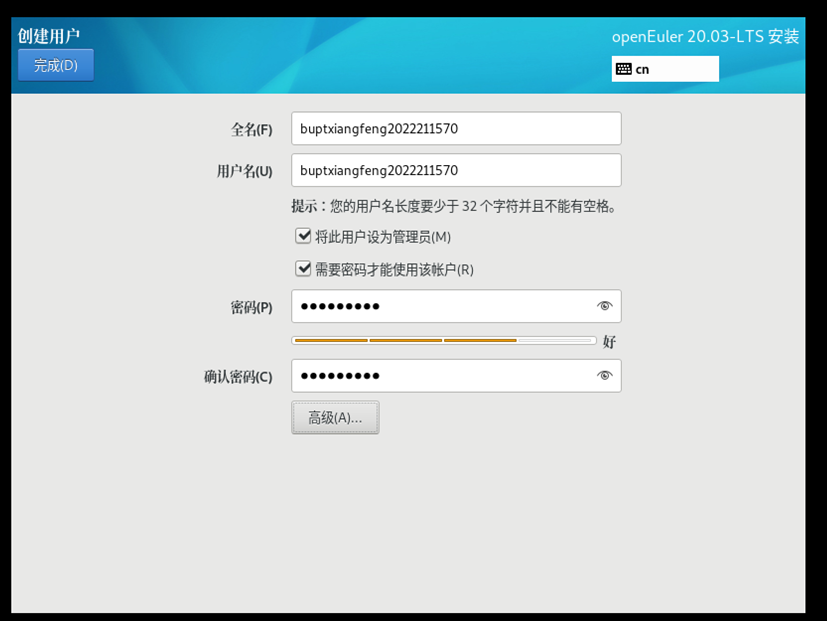 创建用户
openEuler 20.03-LTS 安装
完成(D)
cn
全名(F)
buptxiangfeng2022211570
用户名(U)
buptxiangfeng2022211570
提示：您的用户名长度要少于 32 个字符并且不能有空格。
将此用户设为管理员(M)
需要密码才能使用该帐户(R)
密码(P)
●●●●●●●●●
好
确认密码(C)
●●●●●●●●●
高级(A)...